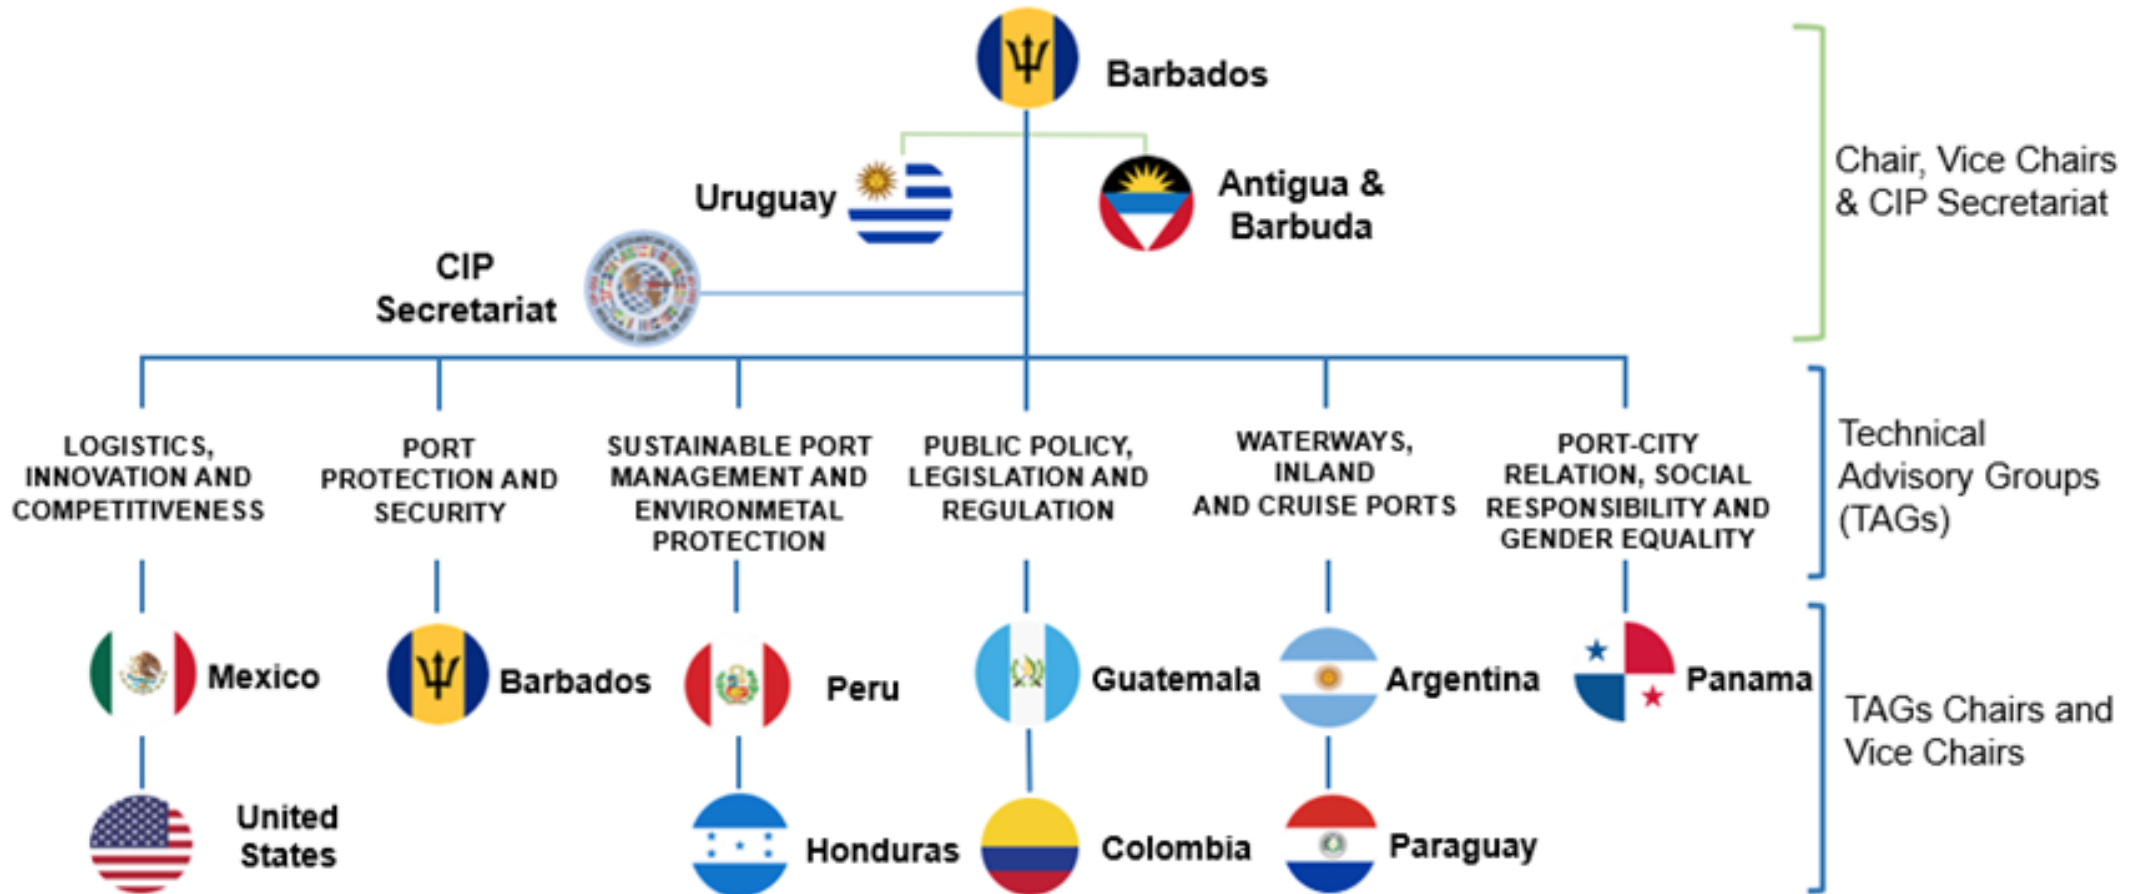 Barbados
Uruguay
Antigua &
Barbuda
CIP
Secretariat
Chair, Vice Chairs
& CIP Secretariat
LOGISTICS,
INNOVATION AND
COMPETITIVENESS
PORT
PROTECTION AND
SECURITY
SUSTAINABLE PORT
MANAGEMENT AND
ENVIRONMETAL
PROTECTION
PUBLIC POLICY,
LEGISLATION AND
REGULATION
WATERWAYS,
INLAND
AND CRUISE PORTS
PORT-CITY
RELATION, SOCIAL
RESPONSIBILITY AND
GENDER EQUALITY
Technical
Advisory Groups
(TAGs)
Mexico
Barbados
Peru
Guatemala
Argentina
Panama
TAGs Chairs and
Vice Chairs
United
States
Honduras
Colombia
Paraguay